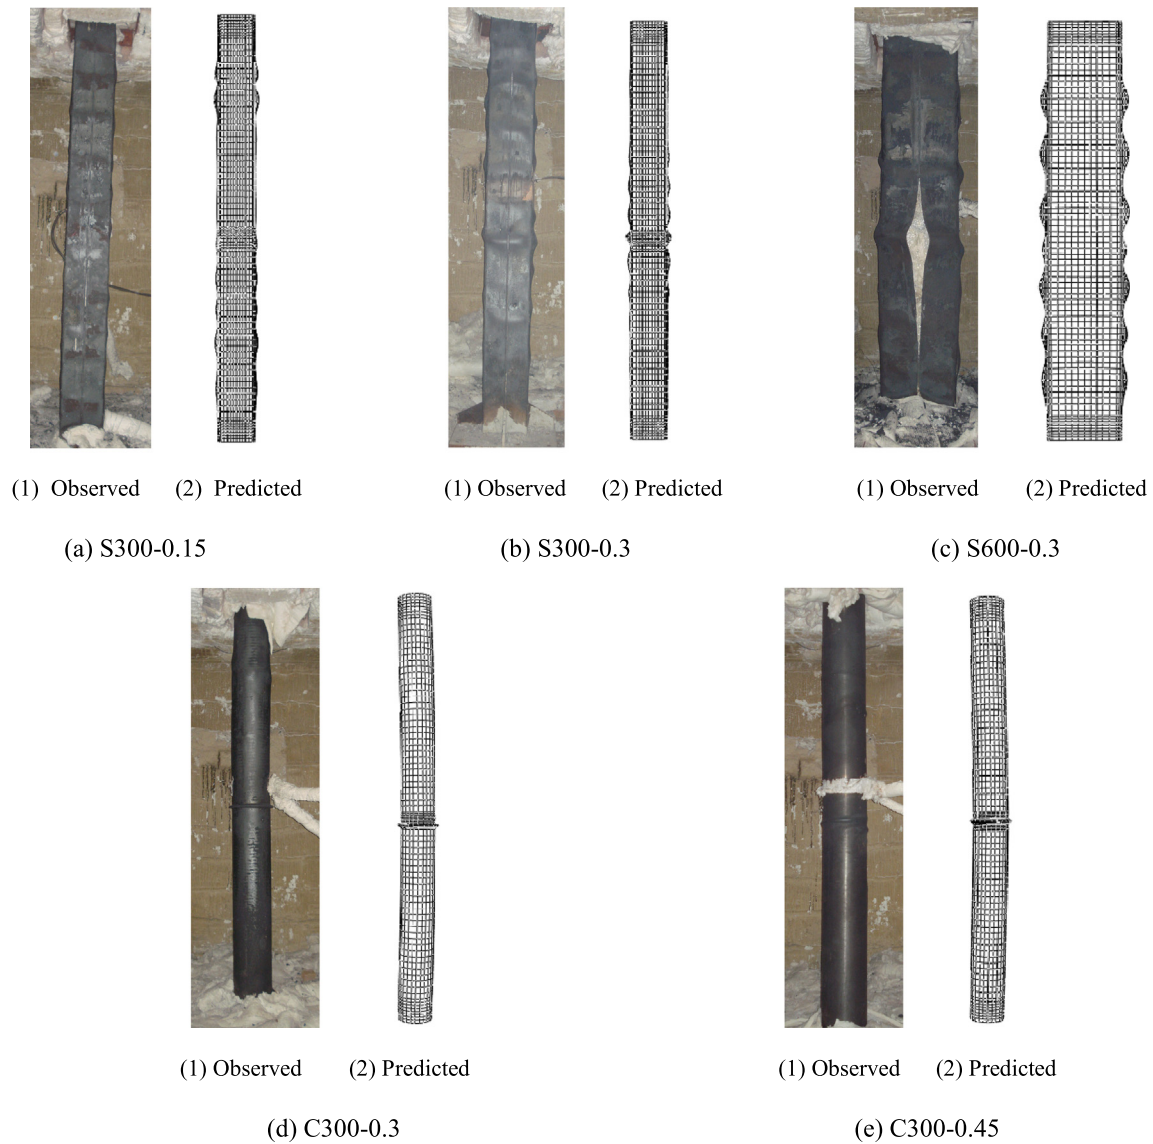 (1) Observed (2) Predicted (1) Observed (2) Predicted (1) Observed (2) Predicted
(a) S300-0.15 (b) S300-0.3 (c) S600-0.3
(1) Observed (2) Predicted (1) Observed (2) Predicted
(d) C300-0.3 (e) C300-0.45